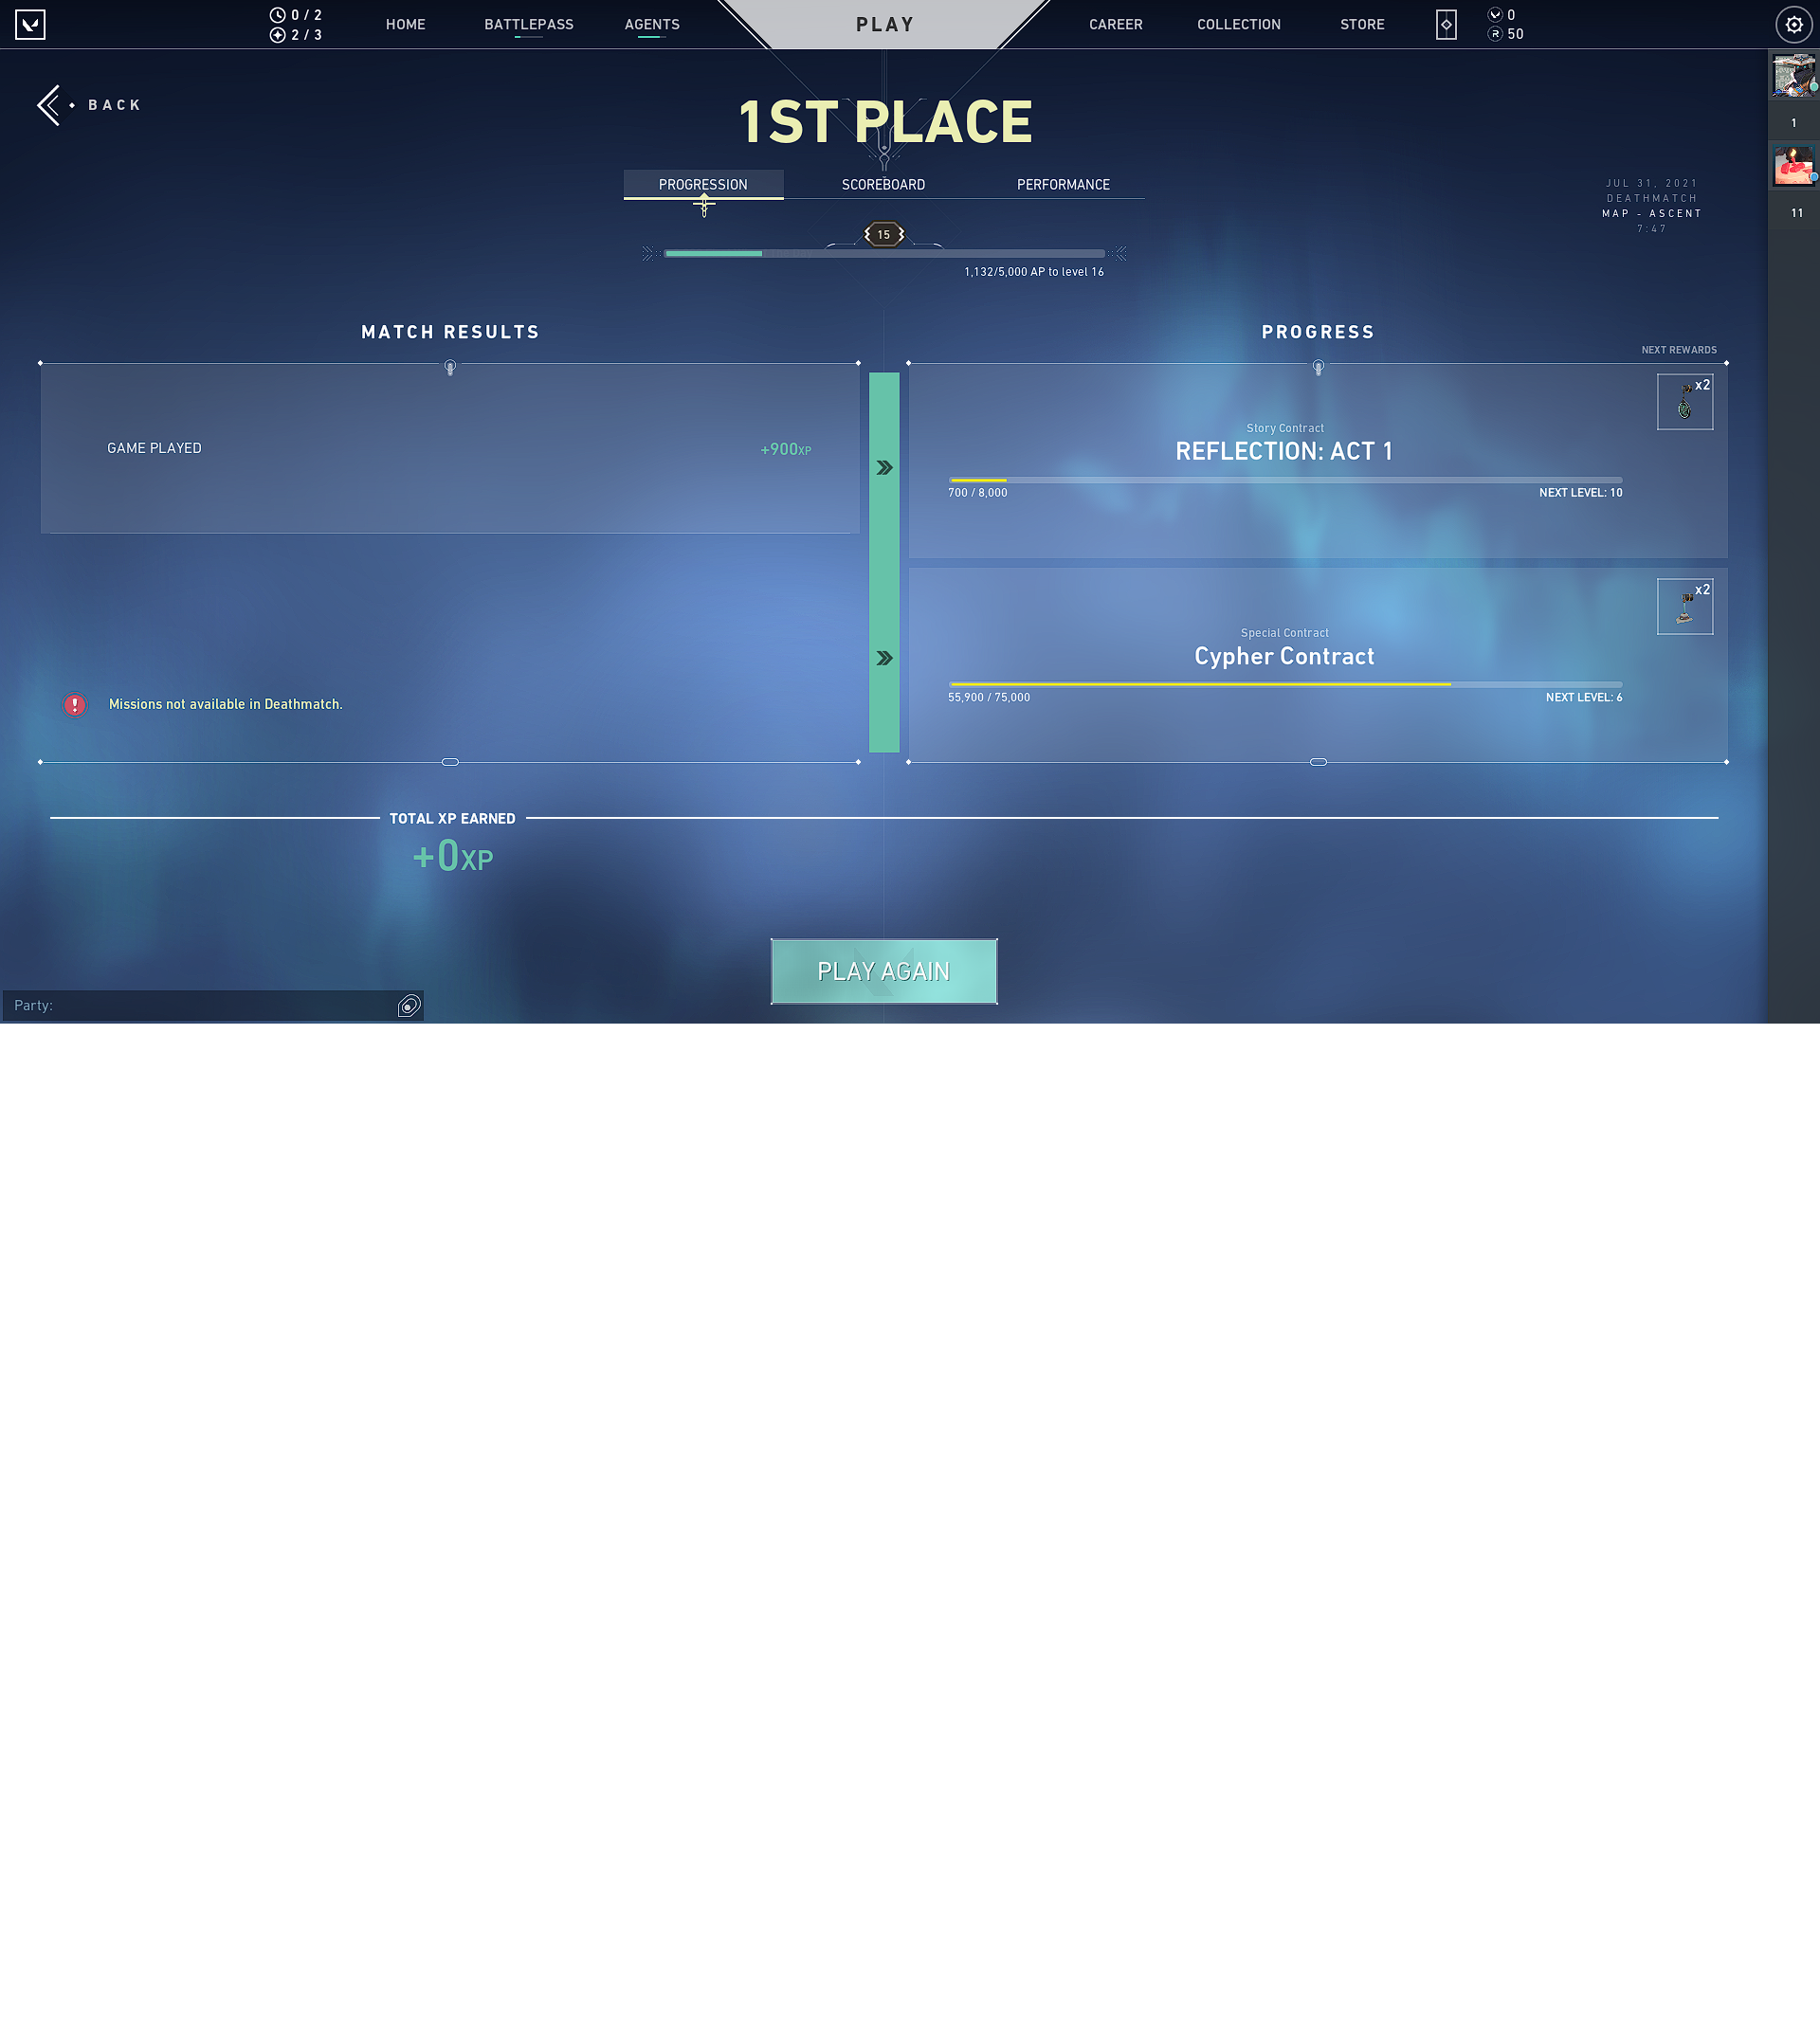 0 / 2
2 / 3
HOME
BATTLEPASS
AGENTS
PLAY
CAREER
COLLECTION
STORE
0
R 50
BACK
1ST PLACE
PROGRESSION
SCOREBOARD
PERFORMANCE
1
11
JUL 31, 2021
DEATHMATCH
MAP - ASCENT
7:47
15
1,132/5,000 AP to level 16
MATCH RESULTS
GAME PLAYED
+900XP
Missions not available in Deathmatch.
PROGRESS
NEXT REWARDS
x2
Story Contract
REFLECTION: ACT 1
700 / 8,000
NEXT LEVEL: 10
x2
Special Contract
Cypher Contract
55,900 / 75,000
NEXT LEVEL: 6
TOTAL XP EARNED
+0XP
PLAY AGAIN
Party: